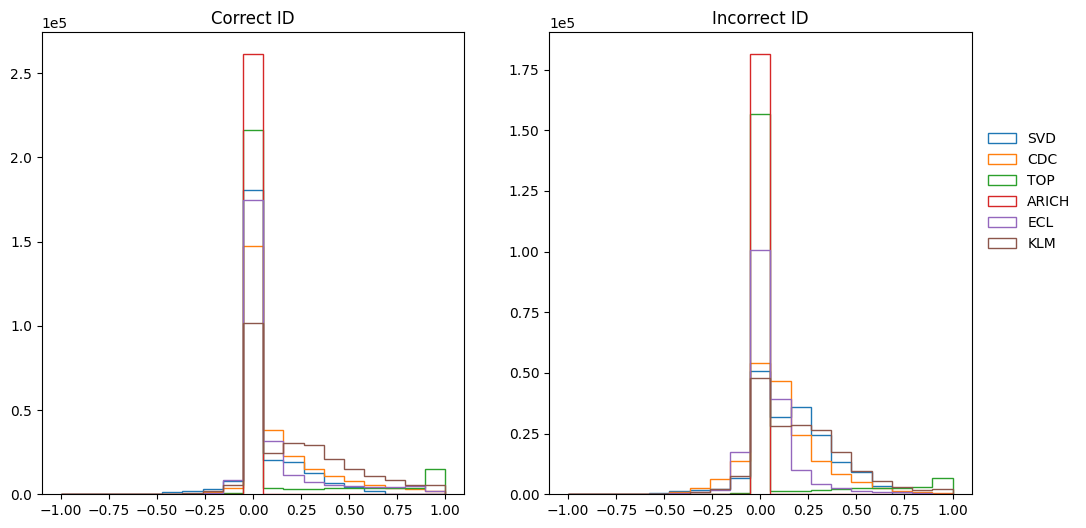 Correct ID
1e5
2.5
2.0
1.5
1.0
0.5
0.0
−1.00 −0.75 −0.50 −0.25 0.00 0.25 0.50 0.75 1.00
Incorrect ID
1e5
1.75
1.50
1.25
1.00
0.75
0.50
0.25
0.00
−1.00 −0.75 −0.50 −0.25 0.00 0.25 0.50 0.75 1.00
SVD
CDC
TOP
ARICH
ECL
KLM